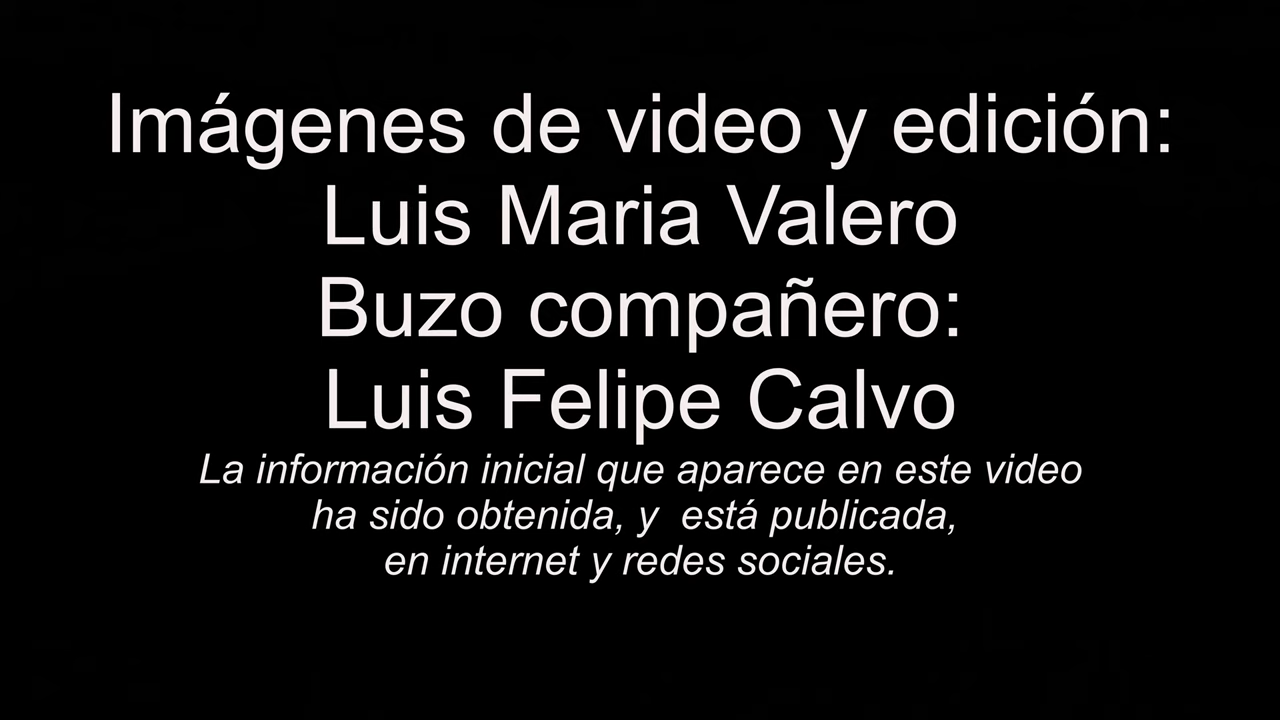 Imágenes de video y edición:
Luis Maria Valero
Buzo compañero:
Luis Felipe Calvo
La información inicial que aparece en este video
ha sido obtenida, y  está publicada,
en internet y redes sociales.